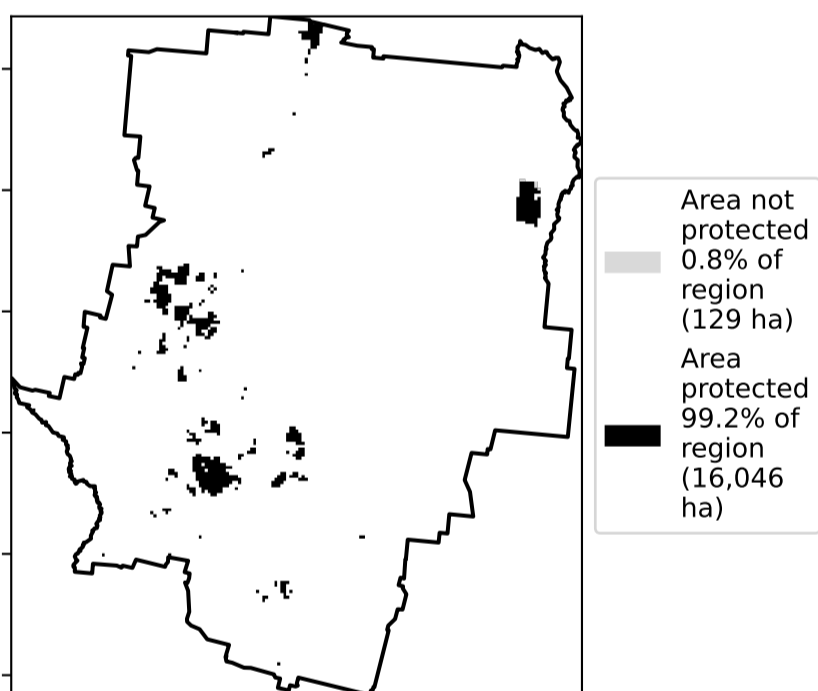 Area not
protected
0.8% of
region
(129 ha)
Area
protected
99.2% of
region
(16,046
ha)